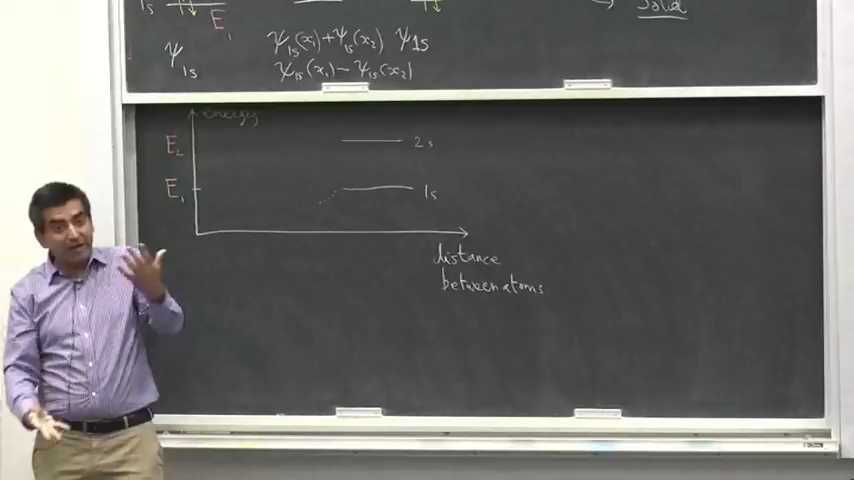 1s E₁ Solid
ψ₁s ψ₁s(x₁)+ψ₁s(x₂) ψ1s
ψ₁s(x₁) − ψ₁s(x₂)
energy
E₂ 2s
E₁ 1s
distance
between atoms